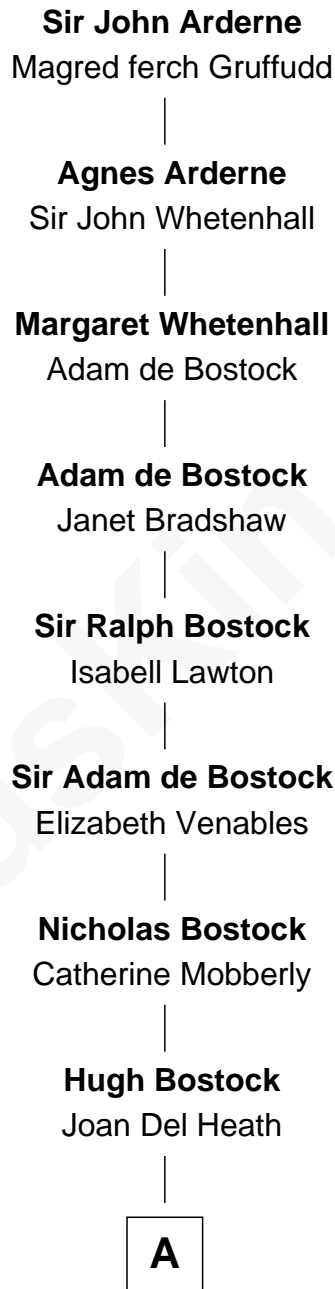 Sir John Arderne
Magred ferch Gruffudd
Agnes Arderne
Sir John Whetenhall
Margaret Whetenhall
Adam de Bostock
Adam de Bostock
Janet Bradshaw
Sir Ralph Bostock
Isabell Lawton
Sir Adam de Bostock
Elizabeth Venables
Nicholas Bostock
Catherine Mobberly
Hugh Bostock
Joan Del Heath
A